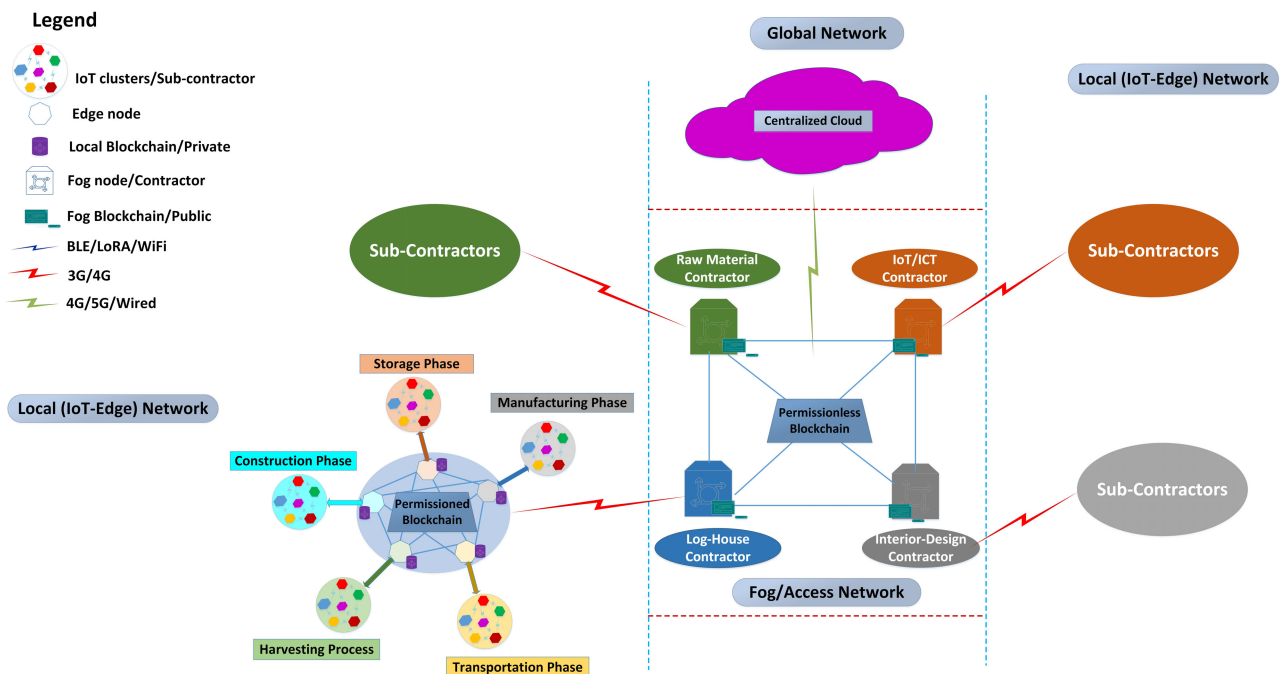 Legend
IoT clusters/Sub-contractor
Edge node
Local Blockchain/Private
Fog node/Contractor
Fog Blockchain/Public
BLE/LoRA/WiFi
3G/4G
4G/5G/Wired
Global Network
Centralized Cloud
Local (IoT-Edge) Network
Sub-Contractors
Raw Material
Contractor
IoT/ICT
Contractor
Sub-Contractors
Permissionless
Blockchain
Local (IoT-Edge) Network
Storage Phase
Manufacturing Phase
Construction Phase
Permissioned
Blockchain
Harvesting Process
Transportation Phase
Log-House
Contractor
Interior-Design
Contractor
Sub-Contractors
Fog/Access Network